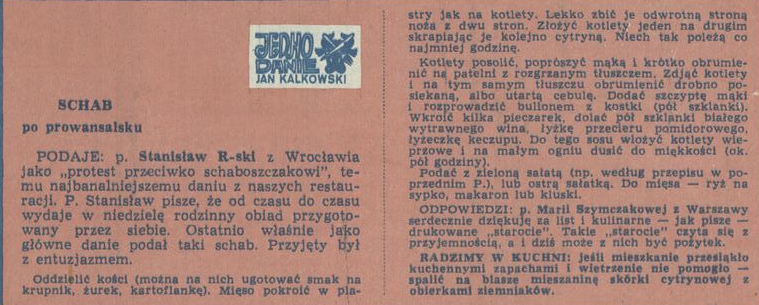 JEDNO
DANIE
JAN KALKOWSKI
SCHAB
po prowansalsku
PODAJE: p. Stanisław R-ski z Wrocławia
jako „protest przeciwko schaboszczakowi”, te-
mu najbanalniejszemu daniu z naszych restau-
racji. P. Stanisław pisze, że od czasu do czasu
wydaje w niedzielę rodzinny obiad przygoto-
wany przez siebie. Ostatnio właśnie jako
główne danie podał taki schab. Przyjęty był
z entuzjazmem.
Oddzielić kości (można na nich ugotować smak na
krupnik, żurek, kartoflankę). Mięso pokroić w pla-
stry jak na kotlety. Lekko zbić je odwrotną stroną
noża z dwu stron. Złożyć kotlety jeden na drugim
skrapiając je kolejno cytryną. Niech tak poleżą co
najmniej godzinę.
Kotlety posolić, poprószyć mąką i krótko obrumie-
nić na patelni z rozgrzanym tłuszczem. Zdjąć kotlety
i na tym samym tłuszczu obrumienić drobno po-
siekaną, albo utartą cebulę. Dodać szczyptę mąki
i rozprowadzić bulionem z kostki (pół szklanki).
Wkroić kilka pieczarek, dolać pół szklanki białego
wytrawnego wina, łyżkę przecieru pomidorowego,
łyżeczkę keczupu. Do tego sosu włożyć kotlety wie-
przowe i na małym ogniu dusić do miękkości (ok.
pół godziny).
Podać z zieloną sałatą (np. według przepisu w po-
przednim P.), lub ostrą sałatką. Do mięsa — ryż na
sypko, makaron lub kluski.
ODPOWIEDZI: p. Marii Szymczakowej z Warszawy
serdecznie dziękuję za list i kulinarne — jak pisze —
drukowane „starocie”. Takie „starocie” czyta się z
przyjemnością, a i dziś może z nich być pożytek.
RADZIMY W KUCHNI: jeśli mieszkanie przesiąkło
kuchennymi zapachami i wietrzenie nie pomogło —
spalić na blasze mieszaninę skórki cytrynowej z
obierkami ziemniaków.